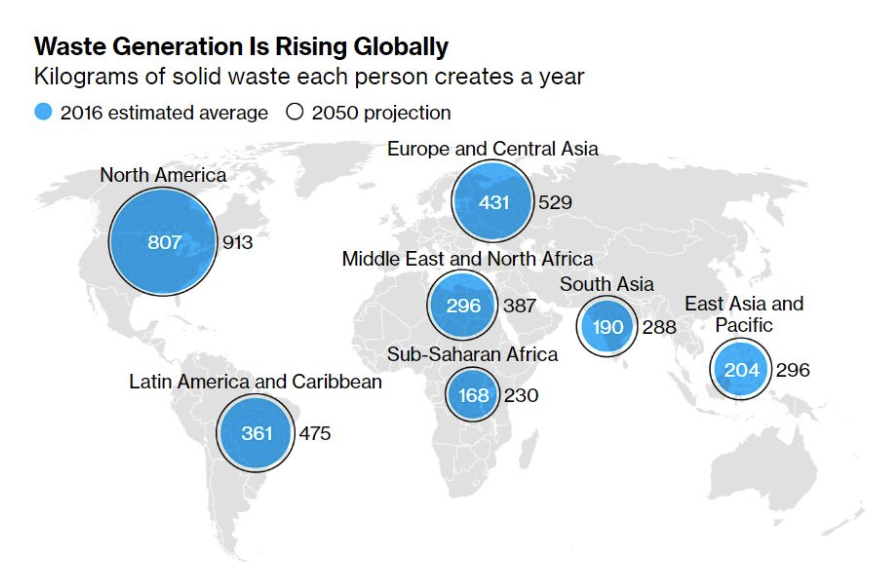 Waste Generation Is Rising Globally
Kilograms of solid waste each person creates a year
2016 estimated average 2050 projection
Europe and Central Asia
431 529
North America
807 913
Middle East and North Africa
296 387
South Asia
190 288
East Asia and
Pacific
204 296
Sub-Saharan Africa
168 230
Latin America and Caribbean
361 475